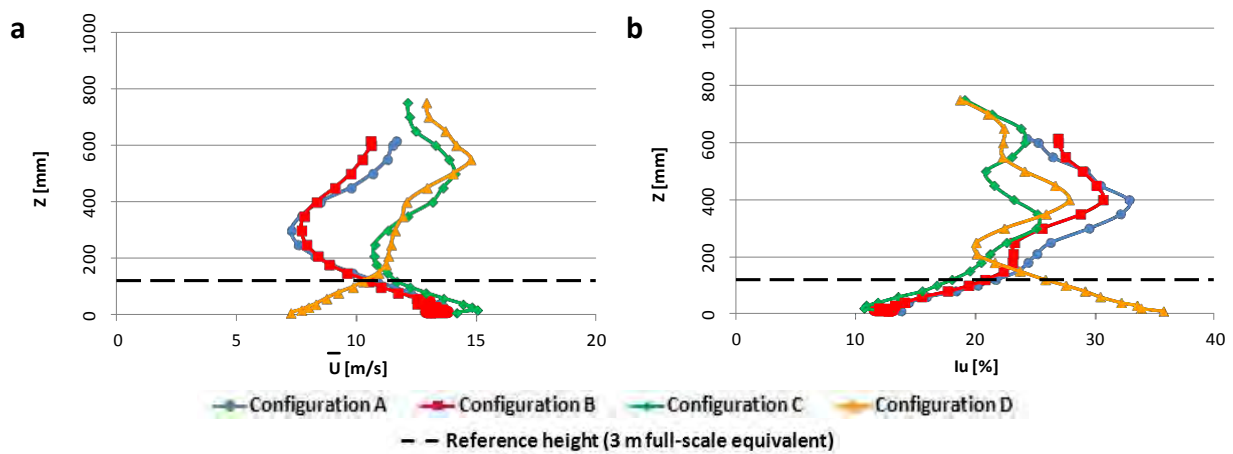 a
b
1000
800
600
400
200
0
Z [mm]
0 5 10 15 20
U [m/s]
1000
800
600
400
200
0
Z [mm]
0 10 20 30 40
Iu [%]
Configuration A Configuration B Configuration C Configuration D
Reference height (3 m full-scale equivalent)